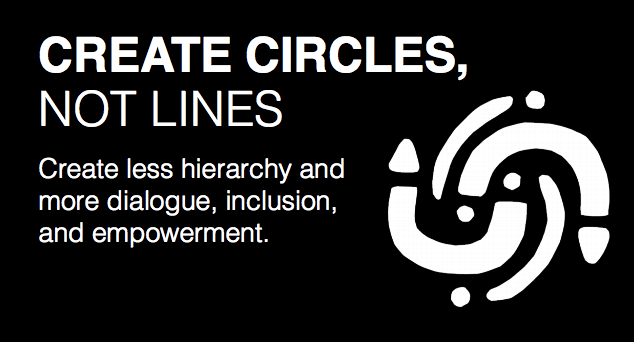 CREATE CIRCLES,
NOT LINES
Create less hierarchy and
more dialogue, inclusion,
and empowerment.